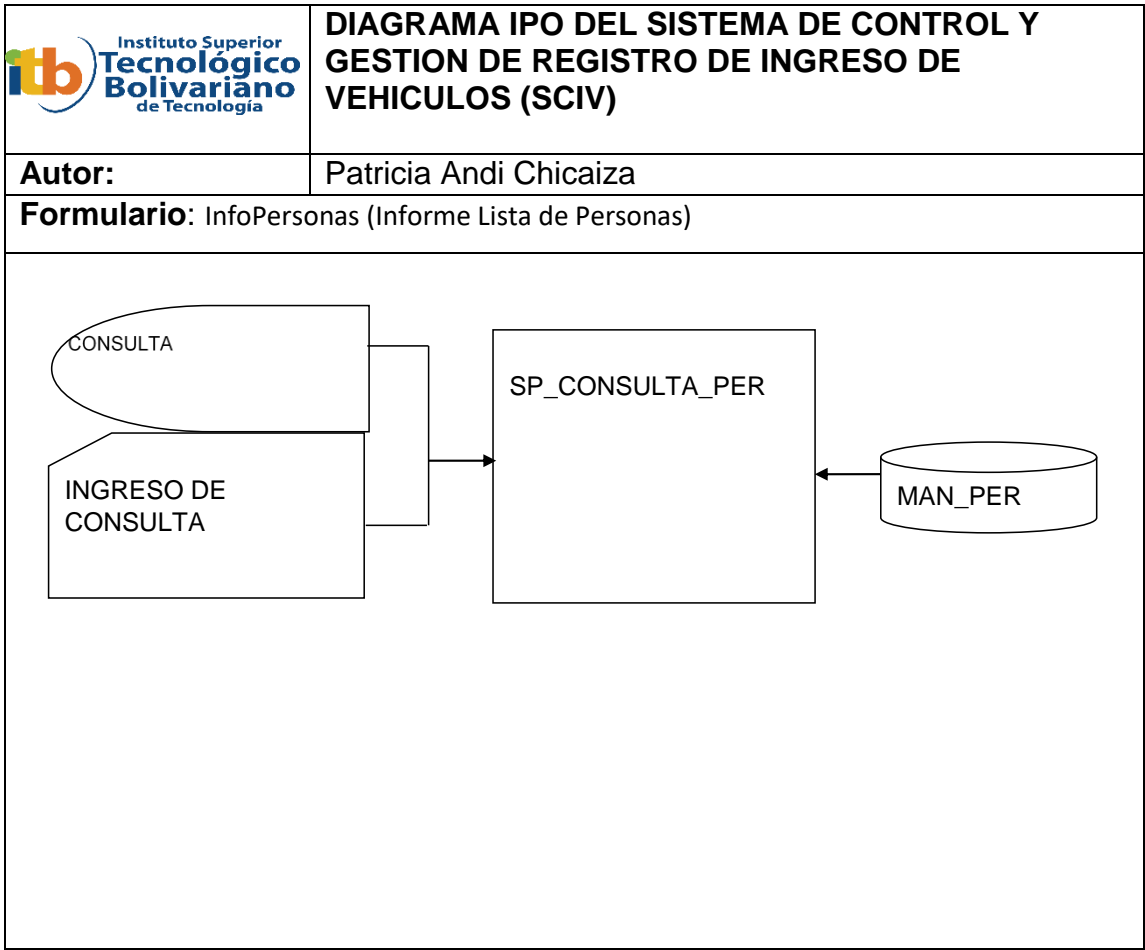 itb
Instituto Superior
Tecnológico
Bolivariano
de Tecnología
DIAGRAMA IPO DEL SISTEMA DE CONTROL Y
GESTION DE REGISTRO DE INGRESO DE
VEHICULOS (SCIV)
Autor:
Patricia Andi Chicaiza
Formulario: InfoPersonas (Informe Lista de Personas)
CONSULTA
SP_CONSULTA_PER
INGRESO DE
CONSULTA
MAN_PER